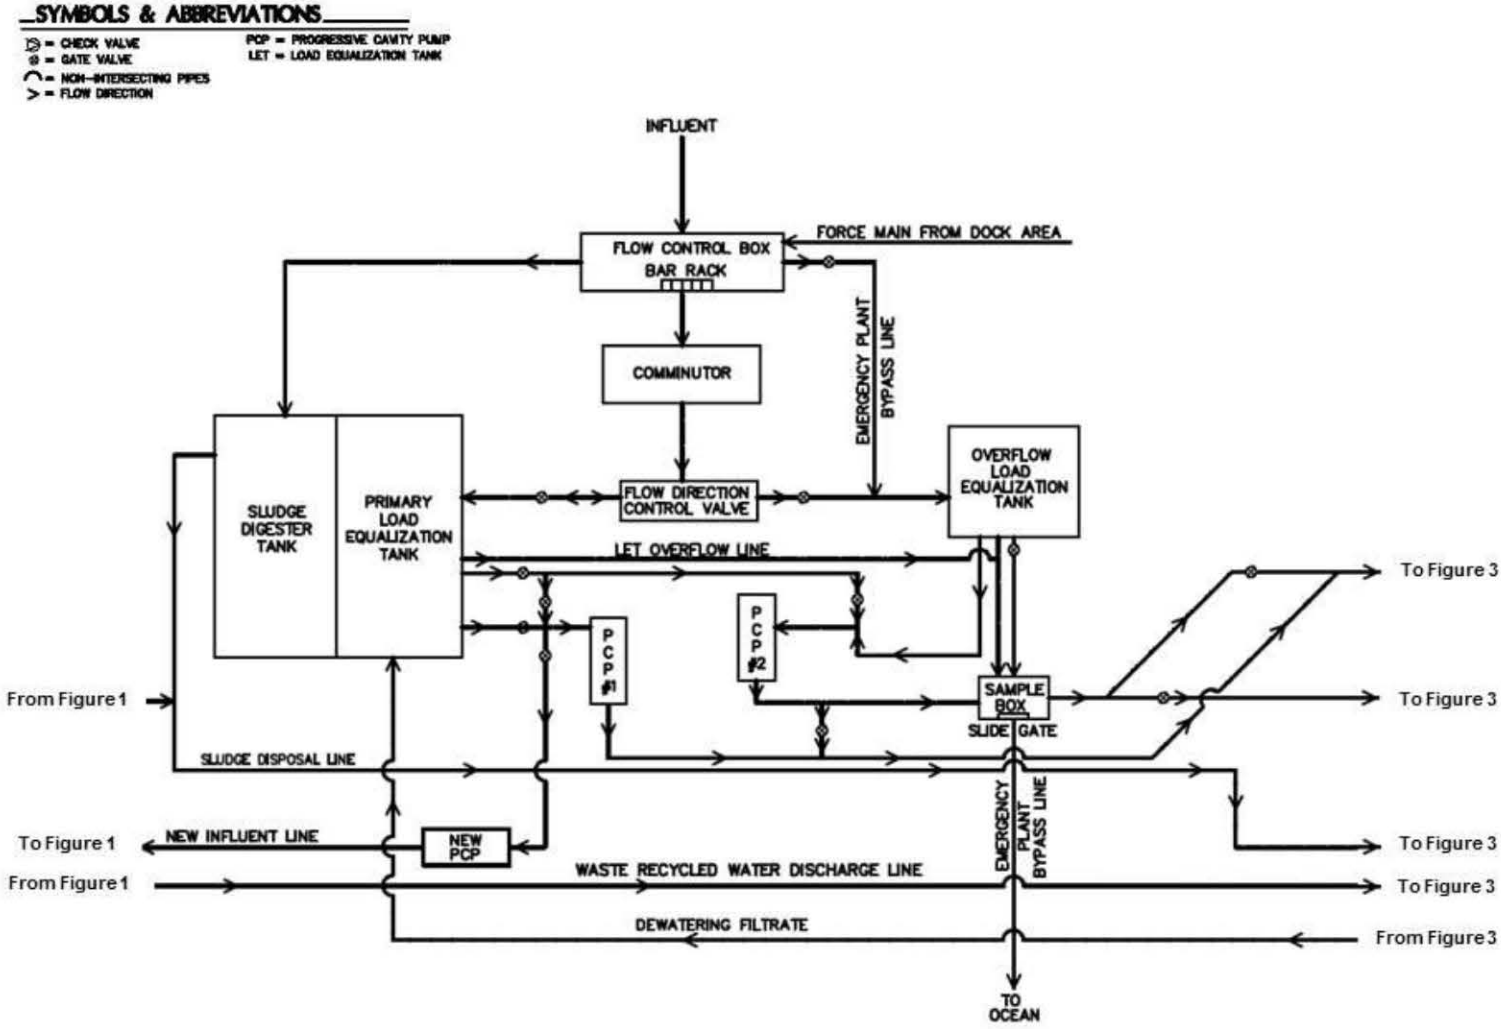 SYMBOLS & ABBREVIATIONS
= CHECK VALVE
= GATE VALVE
= NON-INTERSECTING PIPES
> = FLOW DIRECTION
PCP = PROGRESSIVE CAVITY PUMP
LET = LOAD EQUALIZATION TANK
INFLUENT
FORCE MAIN FROM DOCK AREA
FLOW CONTROL BOX
BAR RACK
COMMINUTOR
EMERGENCY PLANT
BYPASS LINE
OVERFLOW
LOAD
EQUALIZATION
TANK
FLOW DIRECTION
CONTROL VALVE
SLUDGE
DIGESTER
TANK
PRIMARY
LOAD
EQUALIZATION
TANK
LET OVERFLOW LINE
To Figure 3
PCP #1
PCP #2
SAMPLE
BOX
SLIDE GATE
From Figure 1
To Figure 3
SLUDGE DISPOSAL LINE
EMERGENCY
PLANT
BYPASS LINE
To Figure 1
NEW INFLUENT LINE
NEW
PCP
To Figure 3
From Figure 1
WASTE RECYCLED WATER DISCHARGE LINE
To Figure 3
DEWATERING FILTRATE
From Figure 3
TO
OCEAN